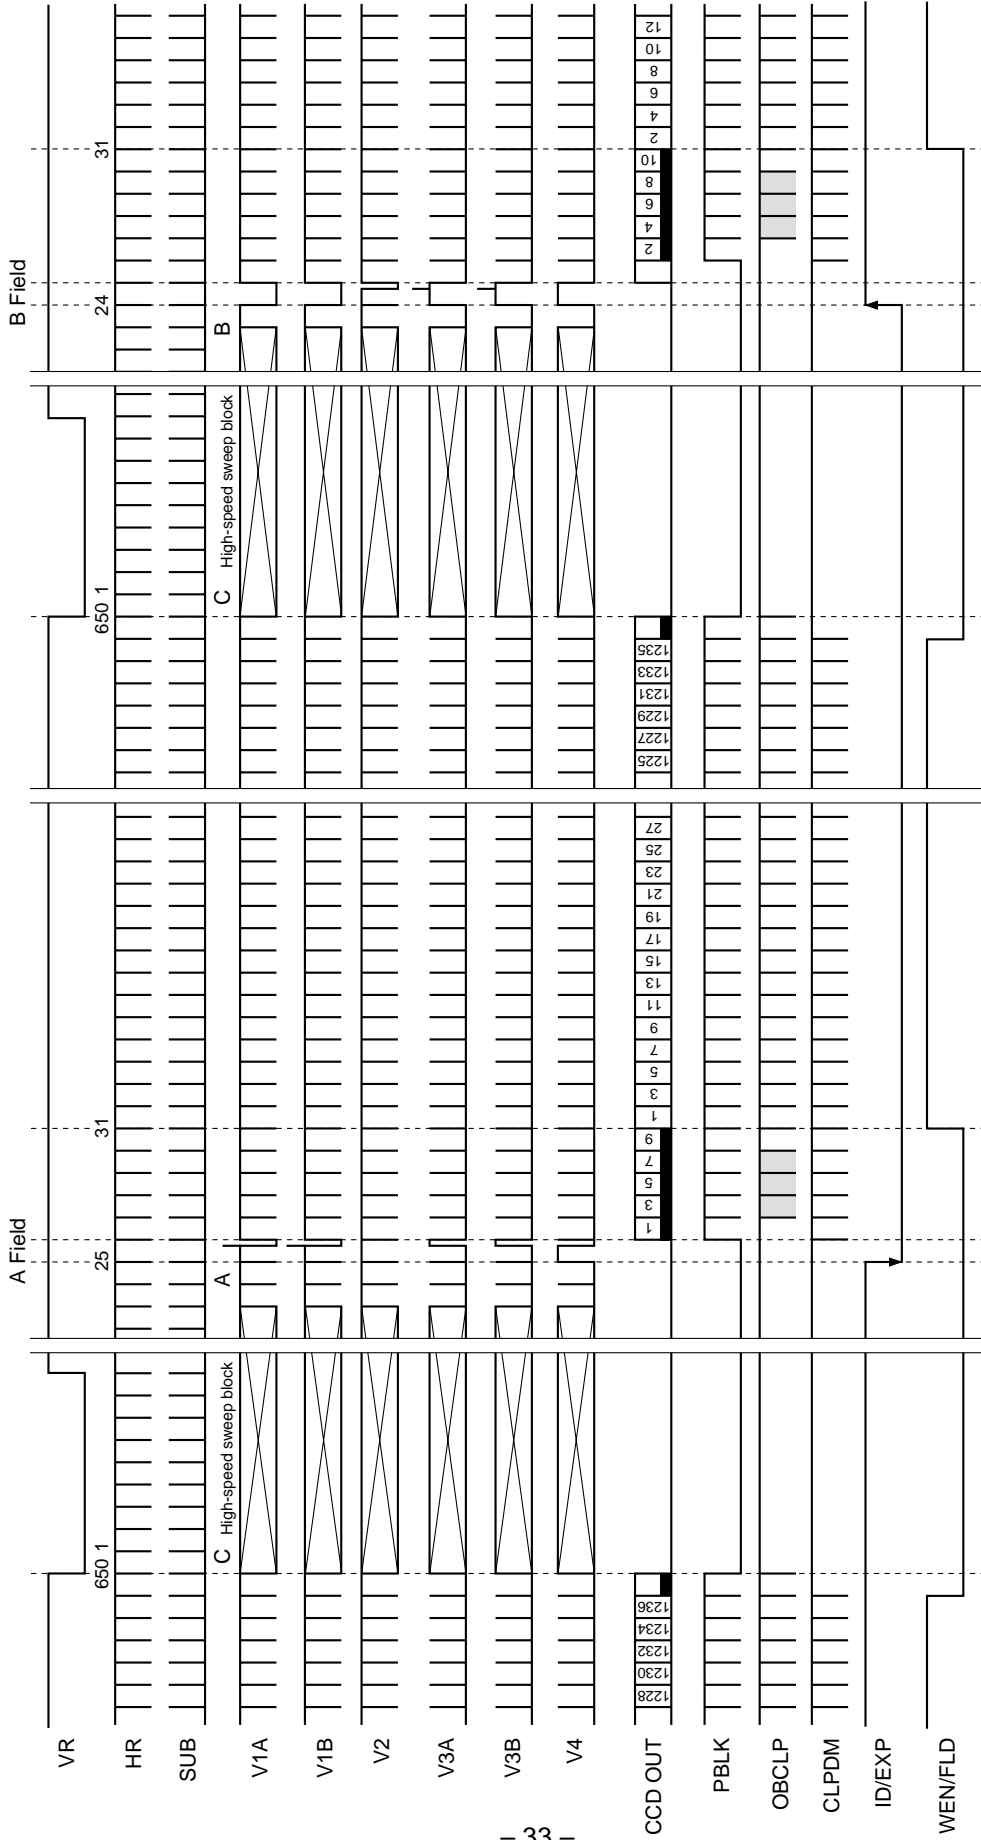 A Field B Field
VR
650 1 25 31 650 1 24 31
HR
SUB
C High-speed sweep block A C High-speed sweep block B
V1A
V1B
V2
V3A
V3B
V4
CCD OUT 1228 1230 1232 1234 1236 1 3 5 7 9 1 3 5 7 9 11 13 15 17 19 21 23 25 27 1225 1227 1229 1231 1233 1235 2 4 6 8 10 2 4 6 8 10 12
PBLK
OBCLP
CLPDM
ID/EXP
WEN/FLD
– 33 –